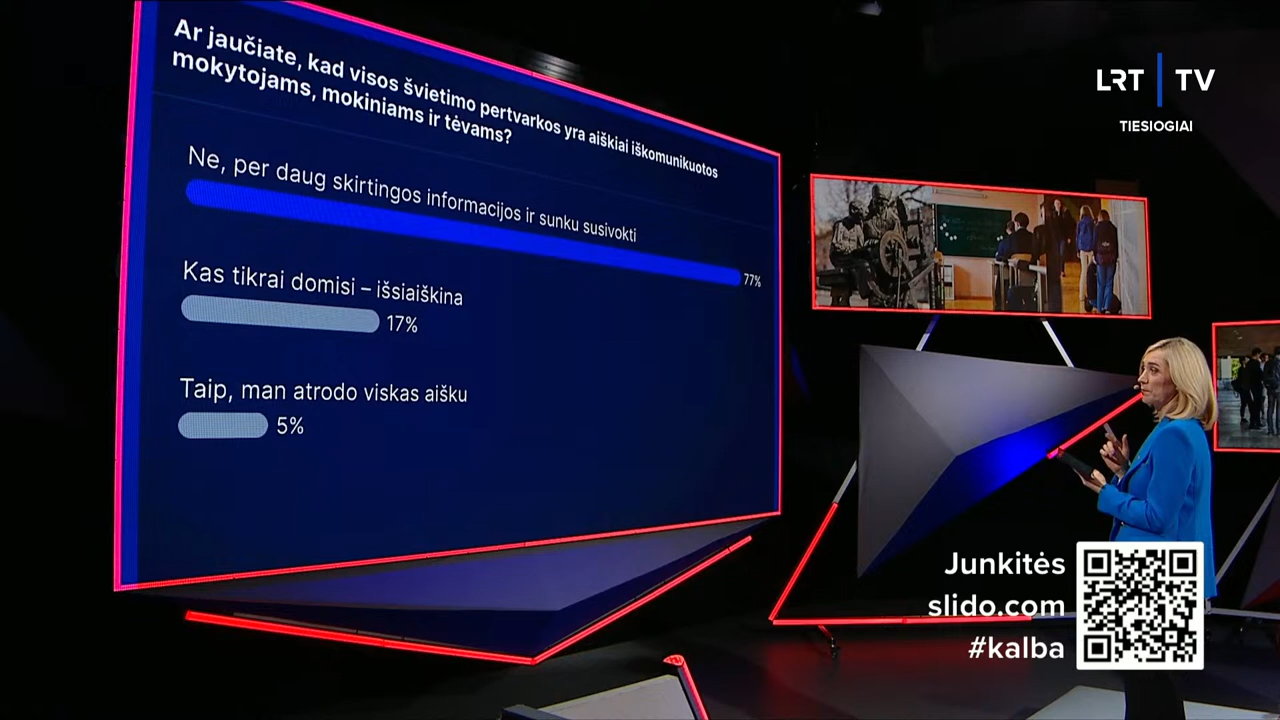 Ar jaučiate, kad visos švietimo pertvarkos yra aiškiai iškomunikuotos
mokytojams, mokiniams ir tėvams?
Ne, per daug skirtingos informacijos ir sunku susivokti
77%
Kas tikrai domisi – išsiaiškina
17%
Taip, man atrodo viskas aišku
5%
LRT | TV
TIESIOGIAI
Junkitės
slido.com
#kalba